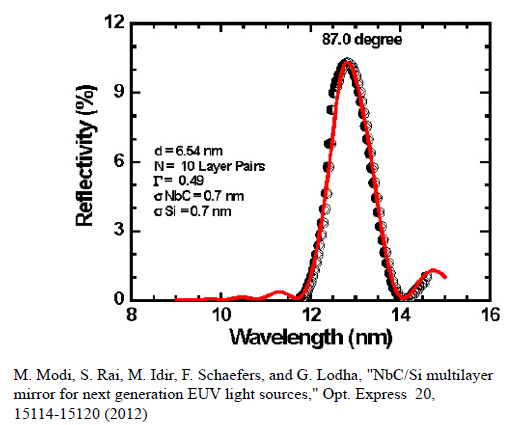 12
87.0 degree
9
Reflectivity (%)
d=6.54 nm
N= 10 Layer Pairs
6
Γ= 0.49
σ NbC=0.7 nm
σ Si =0.7 nm
3
0
8 10 12 14 16
Wavelength (nm)
M. Modi, S. Rai, M. Idir, F. Schaefers, and G. Lodha, "NbC/Si multilayer
mirror for next generation EUV light sources," Opt. Express 20,
15114-15120 (2012)